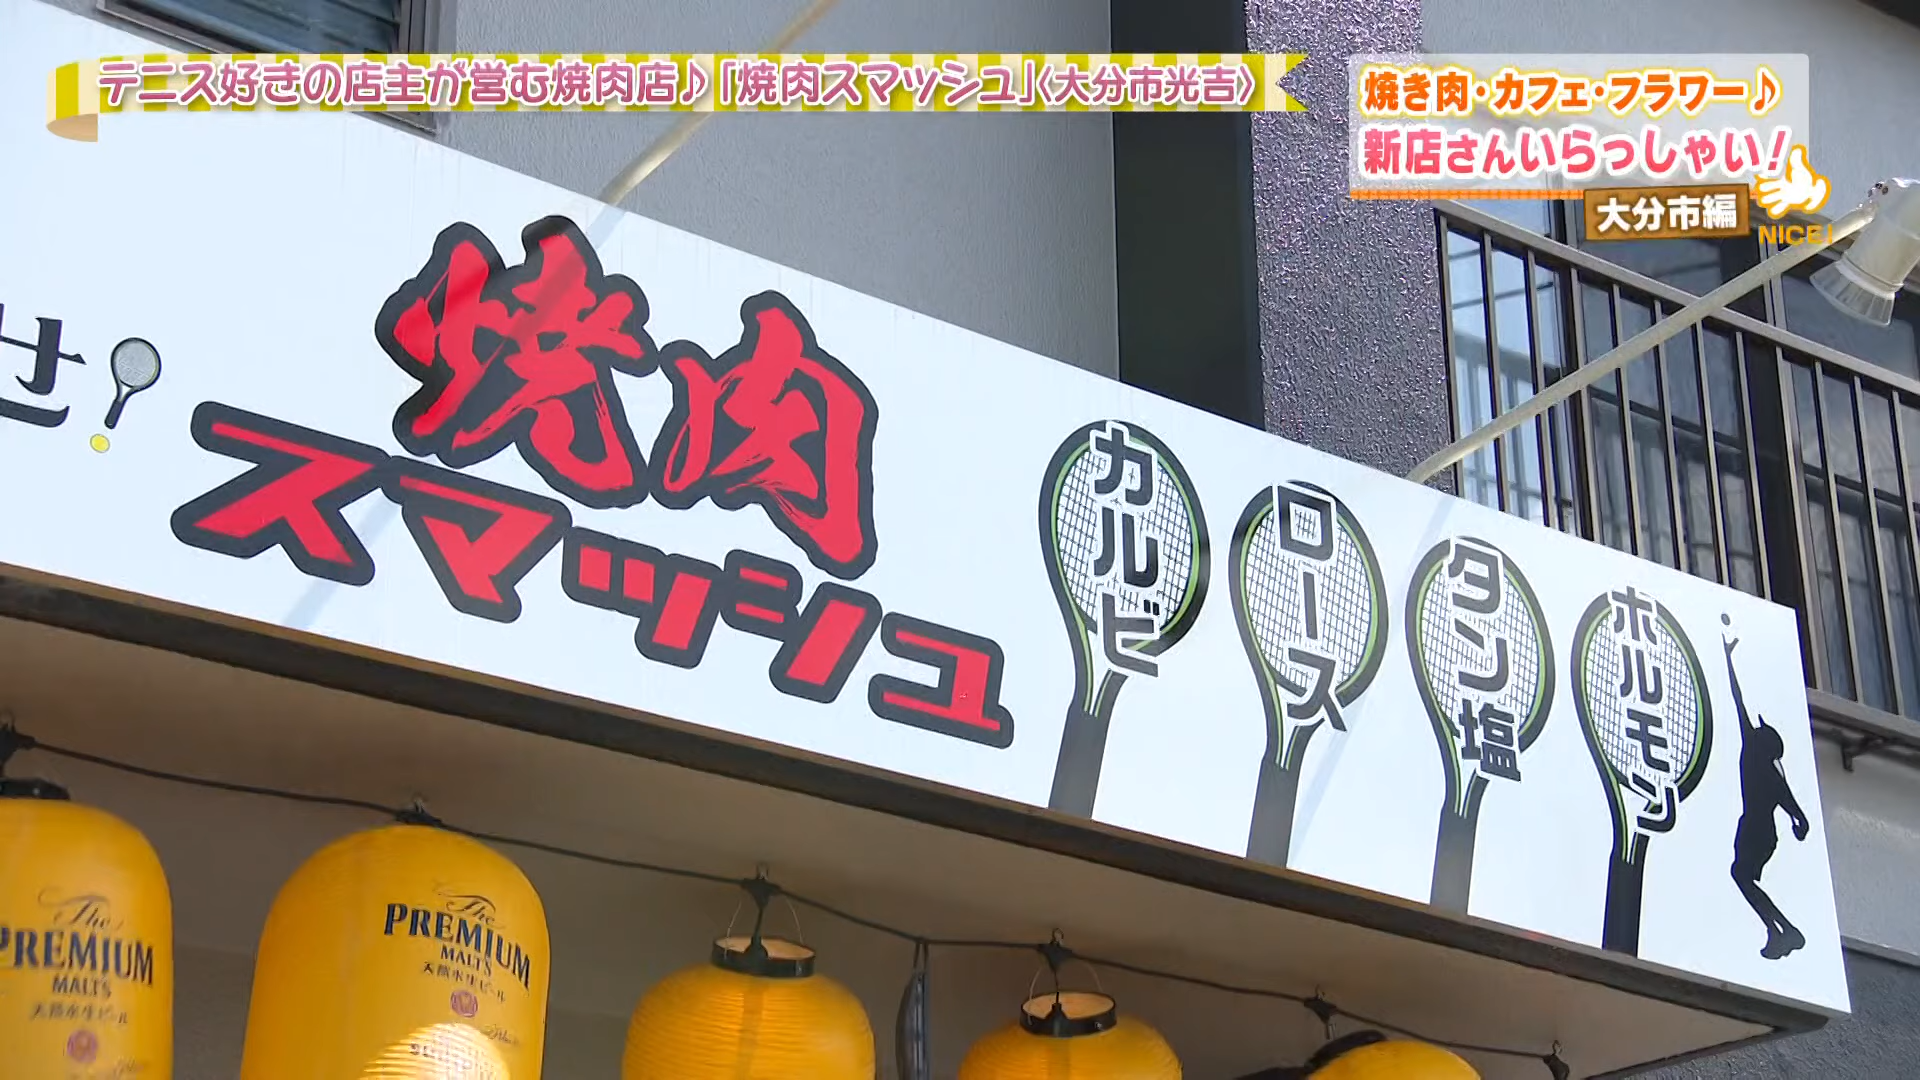 テニス好きの店主が営む焼肉店♪「焼肉スマッシュ」〈大分市光吉〉
焼き肉・カフェ・フラワー♪
新店さんいらっしゃい!
大分市編
NICE!
せ!
焼肉
スマッシュ
カルビ
ロース
タン塩
ホルモン
The
PREMIUM
MALT'S
天然水生ビール
The
PREMIUM
MALT'S
天然水生ビール